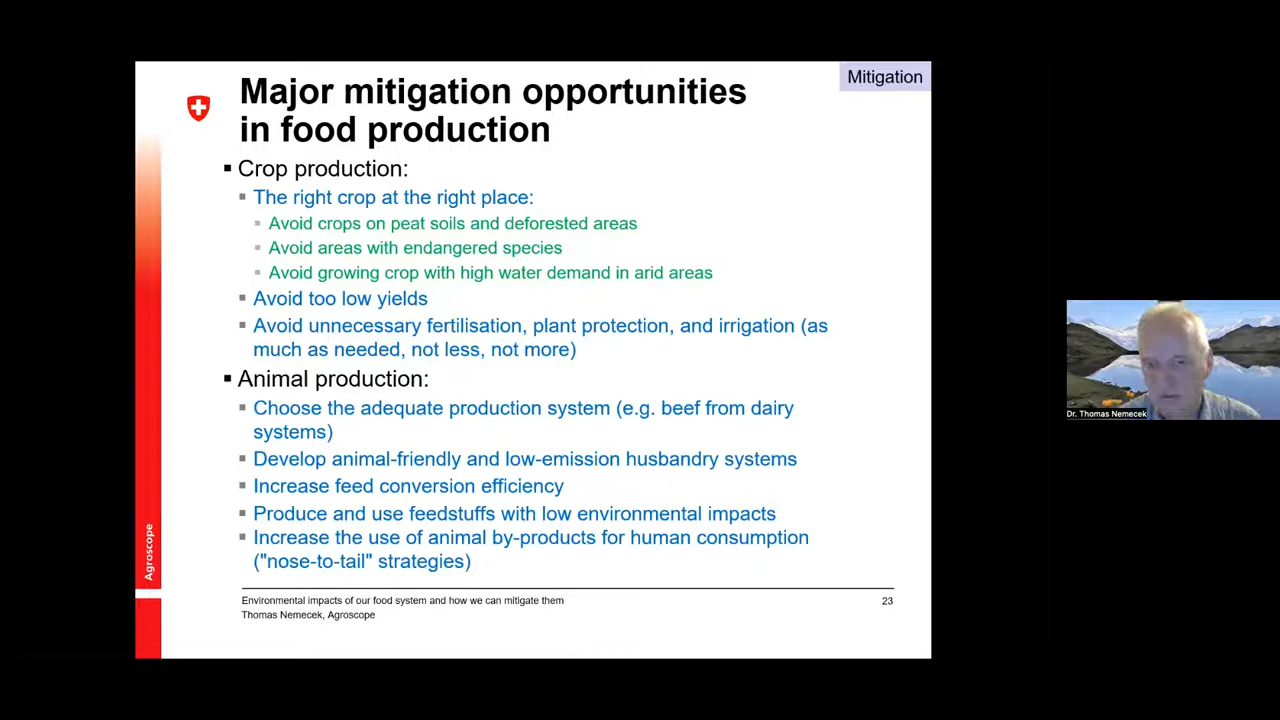 Mitigation
Major mitigation opportunities
in food production
▪ Crop production:
▪ The right crop at the right place:
▪ Avoid crops on peat soils and deforested areas
▪ Avoid areas with endangered species
▪ Avoid growing crop with high water demand in arid areas
▪ Avoid too low yields
▪ Avoid unnecessary fertilisation, plant protection, and irrigation (as
much as needed, not less, not more)
▪ Animal production:
▪ Choose the adequate production system (e.g. beef from dairy
systems)
▪ Develop animal-friendly and low-emission husbandry systems
▪ Increase feed conversion efficiency
▪ Produce and use feedstuffs with low environmental impacts
▪ Increase the use of animal by-products for human consumption
("nose-to-tail" strategies)
Agroscope
Environmental impacts of our food system and how we can mitigate them
Thomas Nemecek, Agroscope
23
Dr. Thomas Nemecek